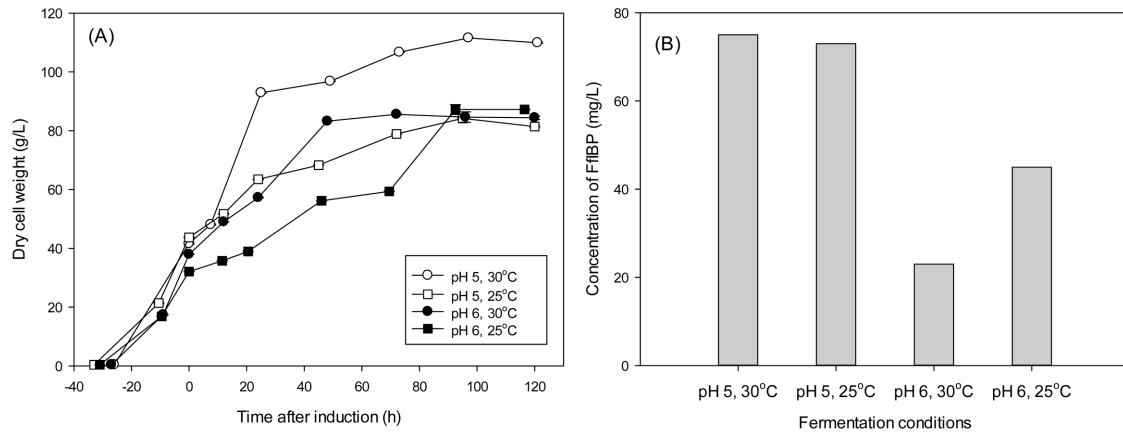 (A)
Dry cell weight (g/L)
120
100
80
60
40
20
0
-40 -20 0 20 40 60 80 100 120
Time after induction (h)
pH 5, 30°C
pH 5, 25°C
pH 6, 30°C
pH 6, 25°C
(B)
Concentration of FfIBP (mg/L)
80
60
40
20
0
pH 5, 30°C pH 5, 25°C pH 6, 30°C pH 6, 25°C
Fermentation conditions